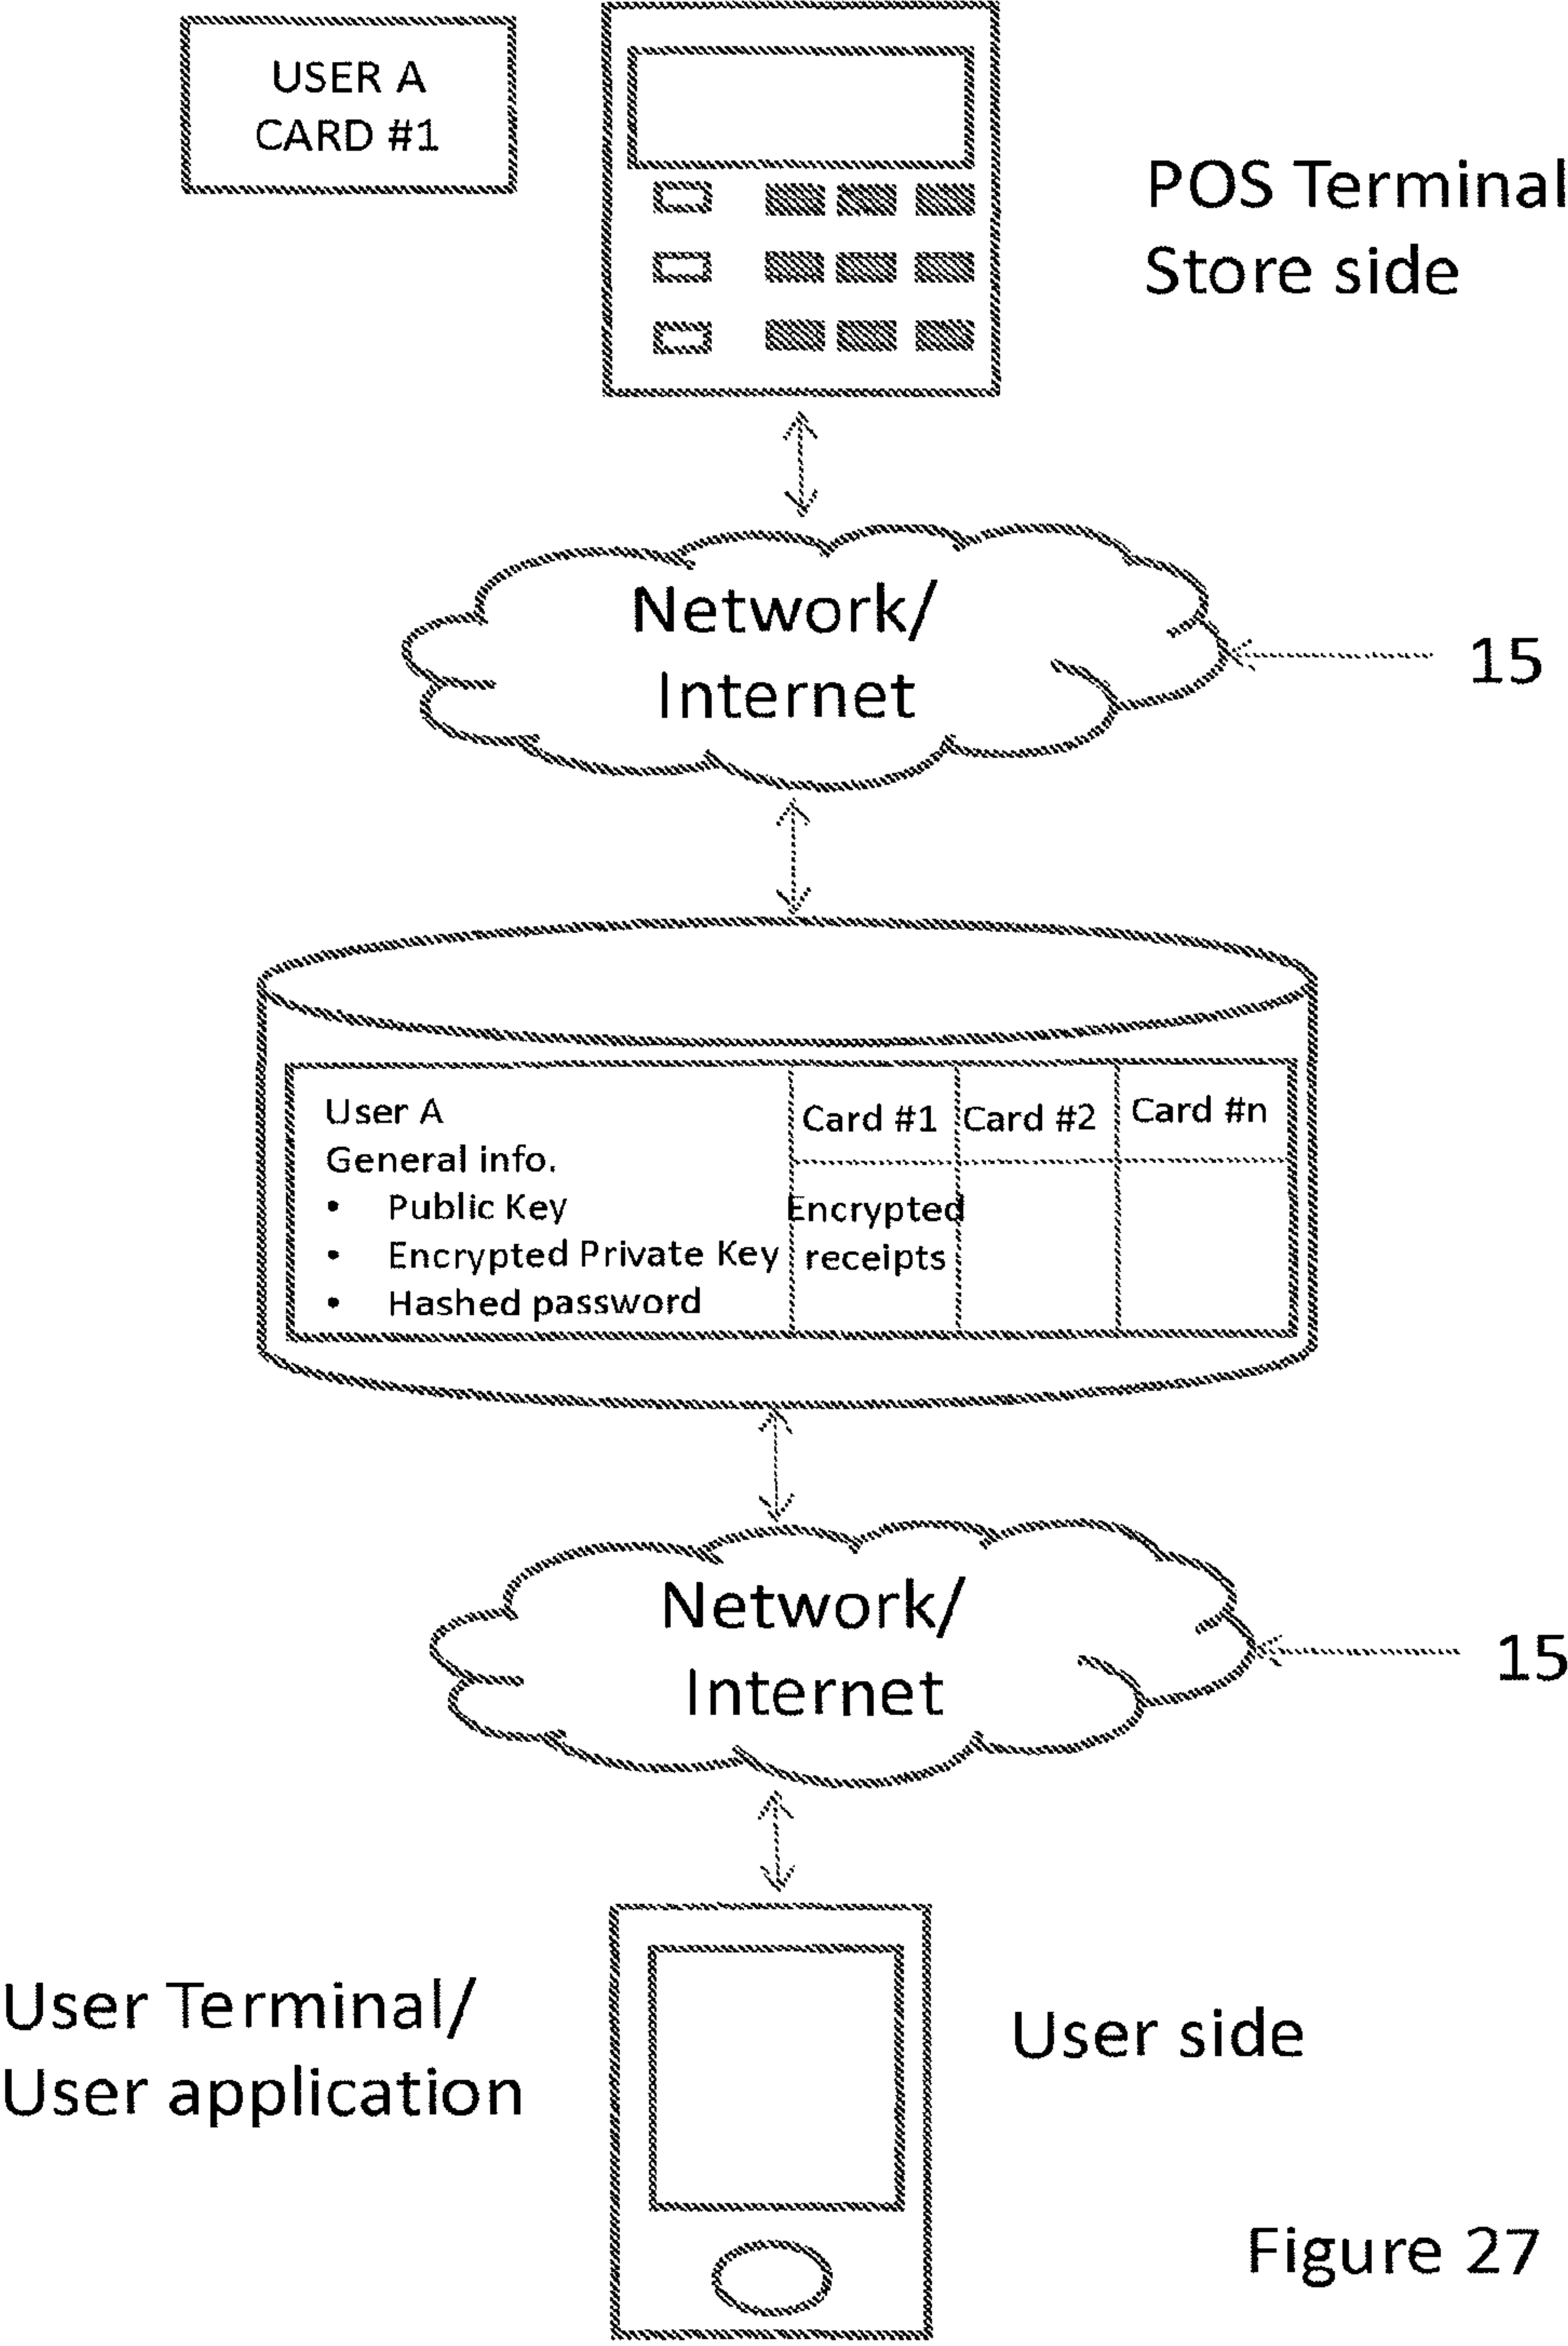 USER A
CARD #1
POS Terminal
Store side
Network/
Internet
15
User A
General info.
• Public Key
• Encrypted Private Key
• Hashed password
Card #1
Card #2
Card #n
Encrypted
receipts
Network/
Internet
15
User Terminal/
User application
User side
Figure 27